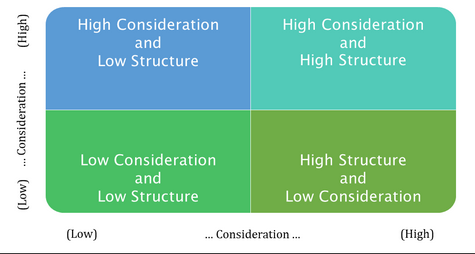 (High)
... Consideration ...
(Low)
High Consideration
and
Low Structure
High Consideration
and
High Structure
Low Consideration
and
Low Structure
High Structure
and
Low Consideration
(Low)
... Consideration ...
(High)